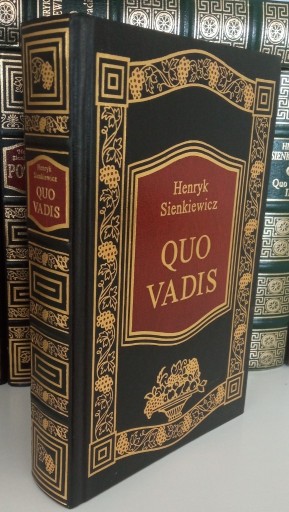 Henryk
Sienkiewicz
QUO
VADIS
Henryk
Sienkiewicz
QUO
VADIS